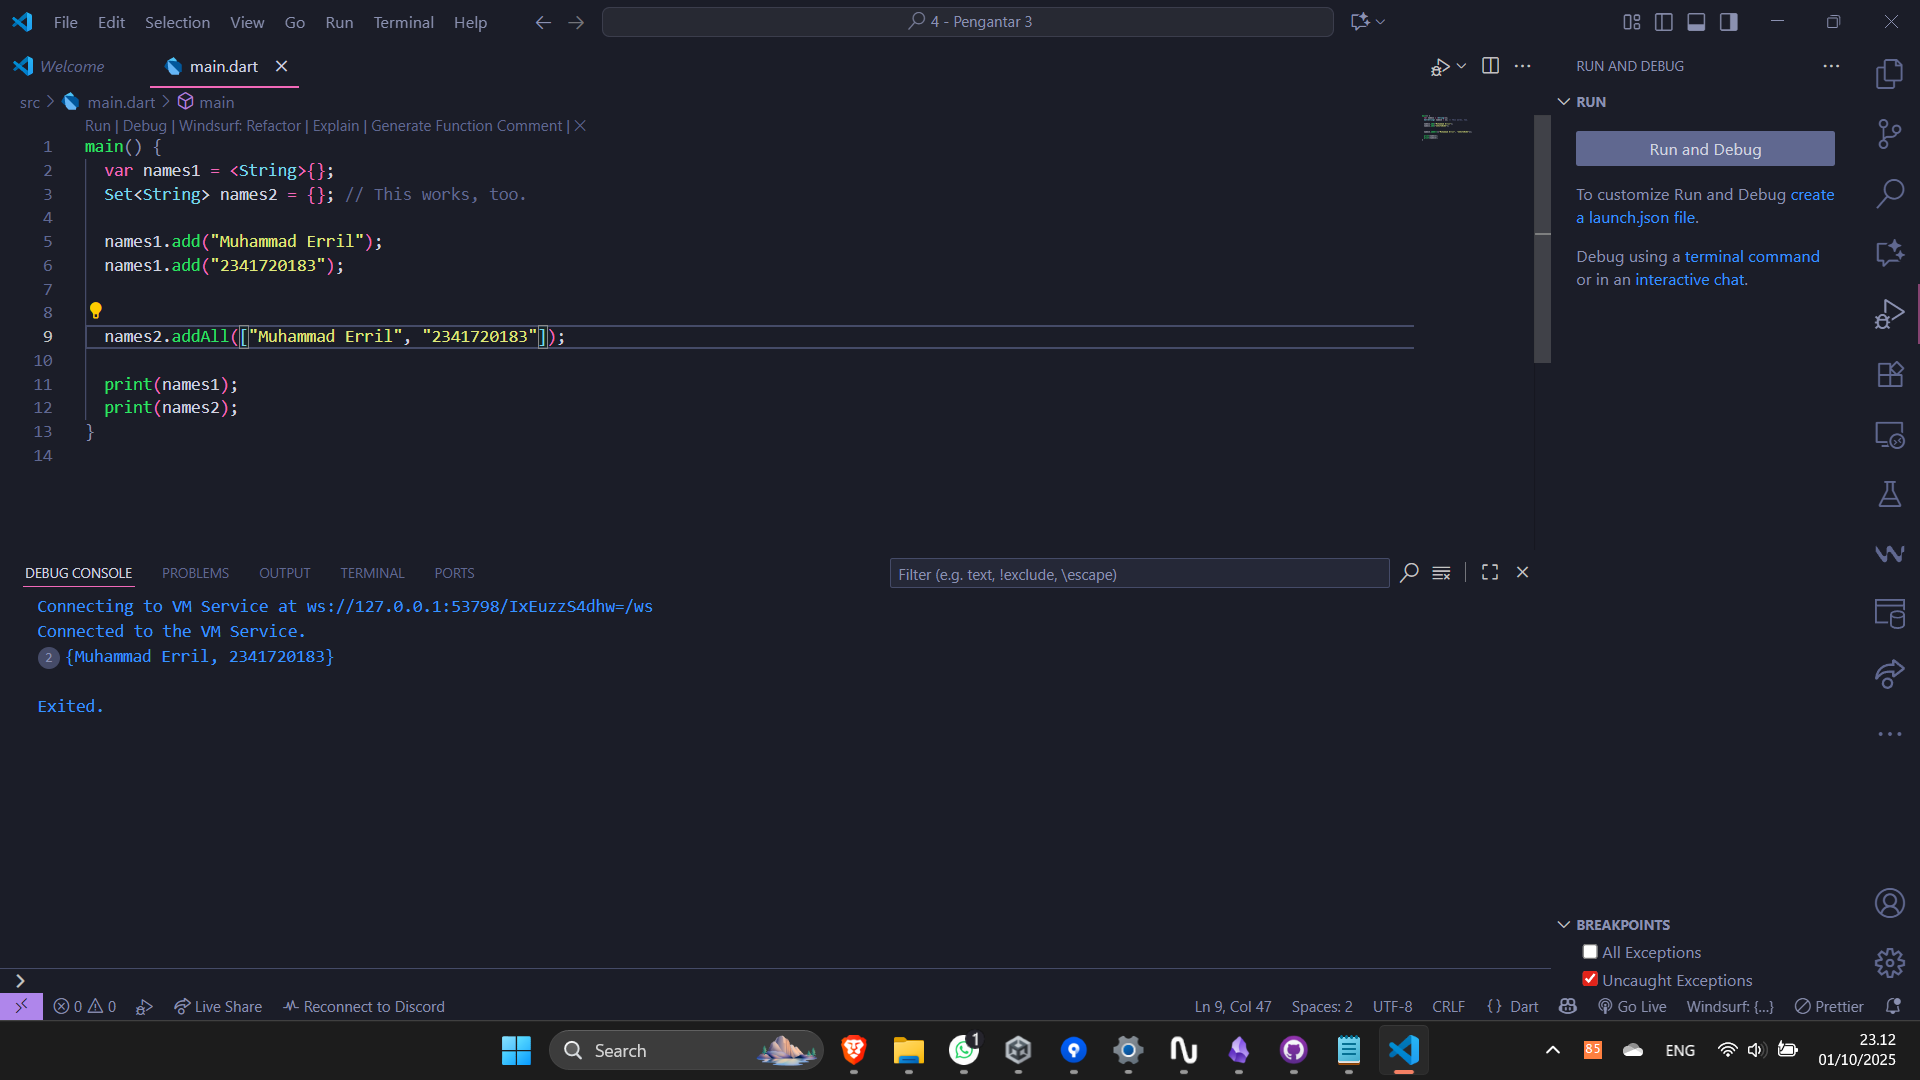 File Edit Selection View Go Run Terminal Help
4 - Pengantar 3
Welcome
main.dart
src > main.dart > main
Run | Debug | Windsurf: Refactor | Explain | Generate Function Comment | ×
1 main() {
2   var names1 = <String>{};
3   Set<String> names2 = {}; // This works, too.
4
5   names1.add("Muhammad Erril");
6   names1.add("2341720183");
7
8
9   names2.addAll(["Muhammad Erril", "2341720183"]);
10
11   print(names1);
12   print(names2);
13 }
14
RUN AND DEBUG
RUN
Run and Debug
To customize Run and Debug create
a launch.json file.
Debug using a terminal command
or in an interactive chat.
DEBUG CONSOLE PROBLEMS OUTPUT TERMINAL PORTS
Filter (e.g. text, !exclude, \escape)
Connecting to VM Service at ws://127.0.0.1:53798/IxEuzzS4dhw=/ws
Connected to the VM Service.
2 {Muhammad Erril, 2341720183}
Exited.
BREAKPOINTS
All Exceptions
Uncaught Exceptions
0 0 Live Share Reconnect to Discord
Ln 9, Col 47 Spaces: 2 UTF-8 CRLF {} Dart Go Live Windsurf: {...} Prettier
Search
1
85
ENG
23.12
01/10/2025